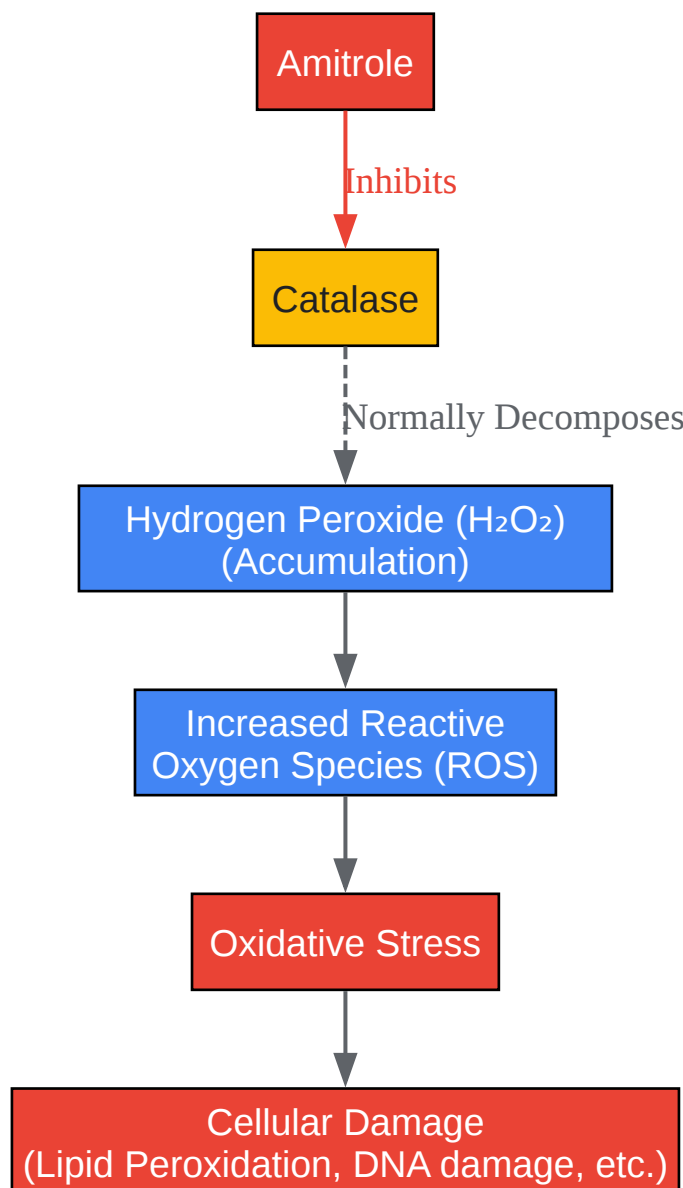 Amitrole
Inhibits
Catalase
Normally Decomposes
Hydrogen Peroxide (H₂O₂)
(Accumulation)
Increased Reactive
Oxygen Species (ROS)
Oxidative Stress
Cellular Damage
(Lipid Peroxidation, DNA damage, etc.)